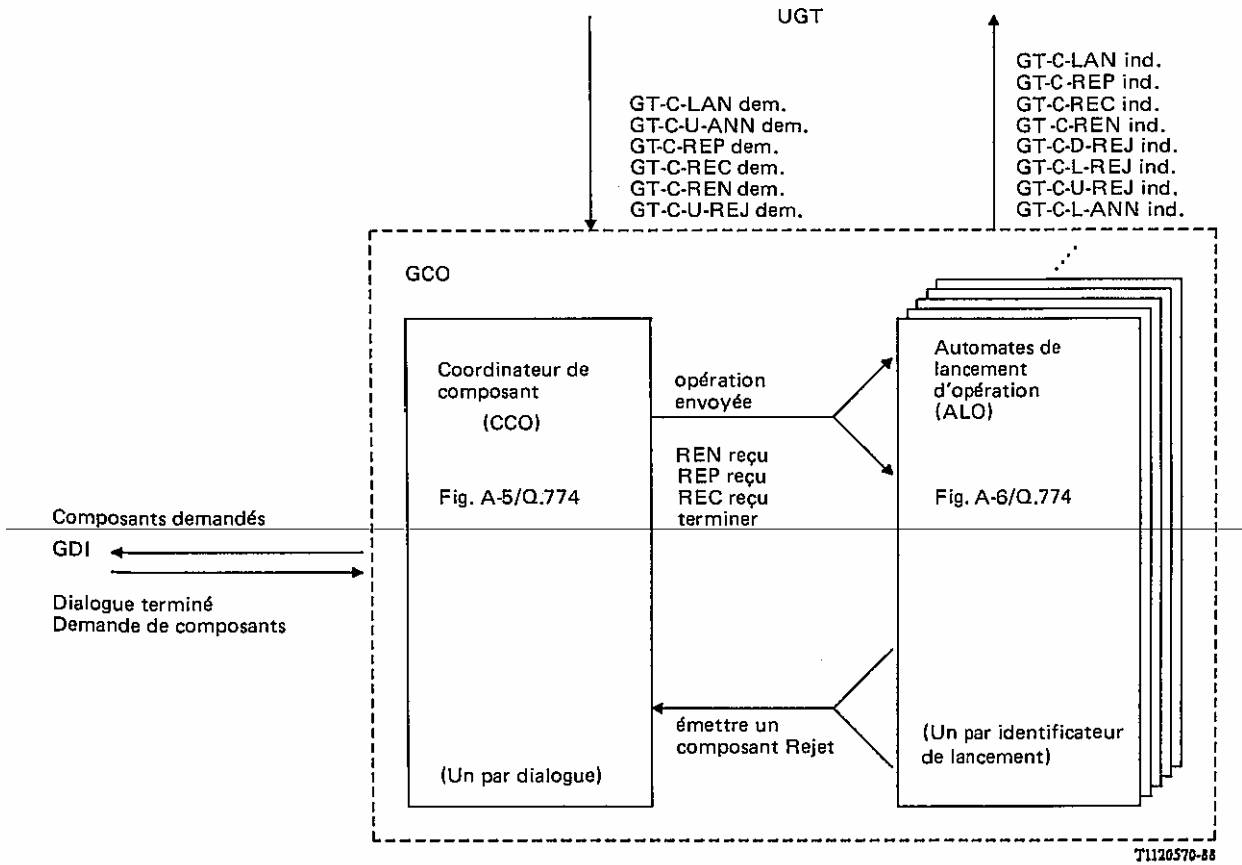 UGT
GT-C-LAN dem.
GT-C-U-ANN dem.
GT-C-REP dem.
GT-C-REC dem.
GT-C-REN dem.
GT-C-U-REJ dem.
GT-C-LAN ind.
GT-C-REP ind.
GT-C-REC ind.
GT-C-REN ind.
GT-C-D-REJ ind.
GT-C-L-REJ ind.
GT-C-U-REJ ind.
GT-C-L-ANN ind.
GCO
Coordinateur de
composant
(CCO)
Fig. A-5/Q.774
(Un par dialogue)
opération
envoyée
REN reçu
REP reçu
REC reçu
terminer
émettre un
composant Rejet
Automates de
lancement
d'opération
(ALO)
Fig. A-6/Q.774
(Un par identificateur
de lancement)
Composants demandés
GDI
Dialogue terminé
Demande de composants
T1120570-88